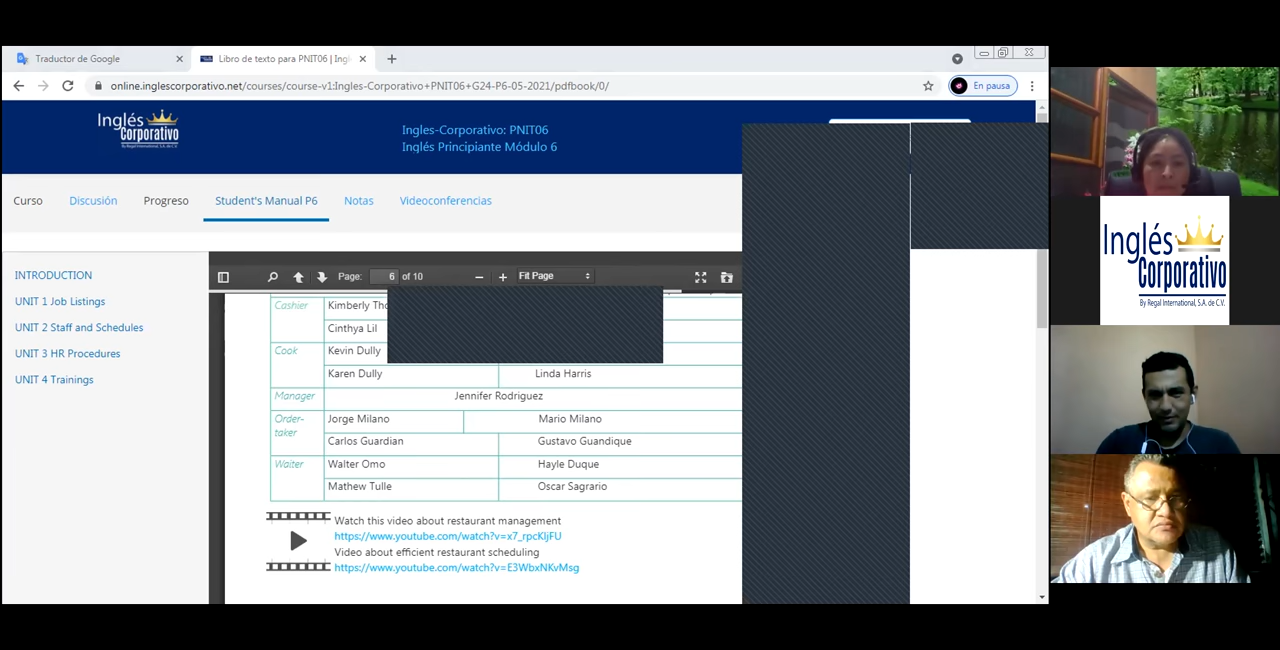 Traductor de Google
Libro de texto para PNIT06 | Ingl
online.inglescorporativo.net/courses/course-v1:Ingles-Corporativo+PNIT06+G24-P6-05-2021/pdfbook/0/
En pausa
Inglés
Corporativo
By Regal International, S.A. de C.V.
Ingles-Corporativo: PNIT06
Inglés Principiante Módulo 6
Curso Discusión Progreso Student's Manual P6 Notas Videoconferencias
INTRODUCTION
UNIT 1 Job Listings
UNIT 2 Staff and Schedules
UNIT 3 HR Procedures
UNIT 4 Trainings
Page: 6 of 10 Fit Page
Cashier Kimberly Tho
Cinthya Lil
Cook Kevin Dully
Karen Dully Linda Harris
Manager Jennifer Rodriguez
Order- Jorge Milano Mario Milano
taker
Carlos Guardian Gustavo Guandique
Waiter Walter Omo Hayle Duque
Mathew Tulle Oscar Sagrario
Watch this video about restaurant management
https://www.youtube.com/watch?v=x7_rpcKIjFU
Video about efficient restaurant scheduling
https://www.youtube.com/watch?v=E3WbxNKvMsg
Inglés
Corporativo
By Regal International, S.A. de C.V.